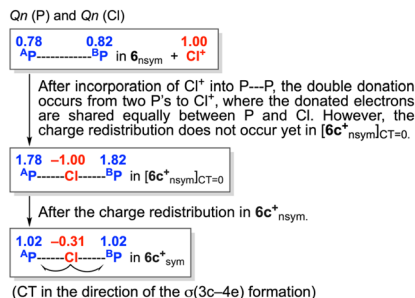 Qn (P) and Qn (Cl)
0.78 0.82 1.00
ᴬP------------ᴮP in 6nsym + Cl⁺
After incorporation of Cl⁺ into P---P, the double donation
occurs from two P's to Cl⁺, where the donated electrons
are shared equally between P and Cl. However, the
charge redistribution does not occur yet in [6c⁺nsym]CT=0.
1.78 –1.00 1.82
ᴬP------Cl------ᴮP in [6c⁺nsym]CT=0
After the charge redistribution in 6c⁺nsym.
1.02 –0.31 1.02
ᴬP------Cl------ᴮP in 6c⁺sym
(CT in the direction of the σ(3c–4e) formation)